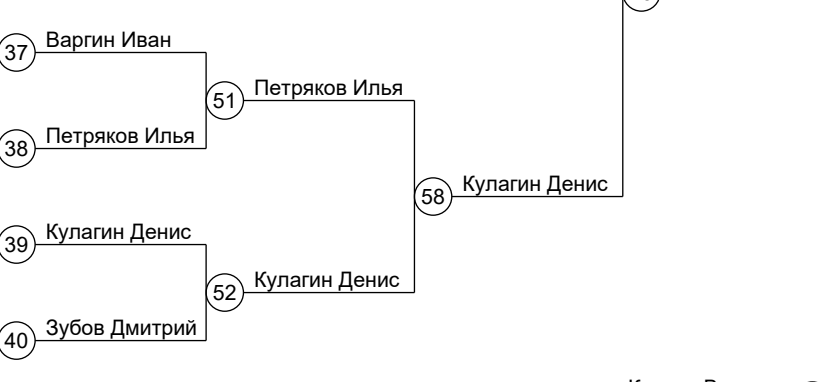 37 Варгин Иван
51 Петряков Илья
38 Петряков Илья
58 Кулагин Денис
39 Кулагин Денис
52 Кулагин Денис
40 Зубов Дмитрий